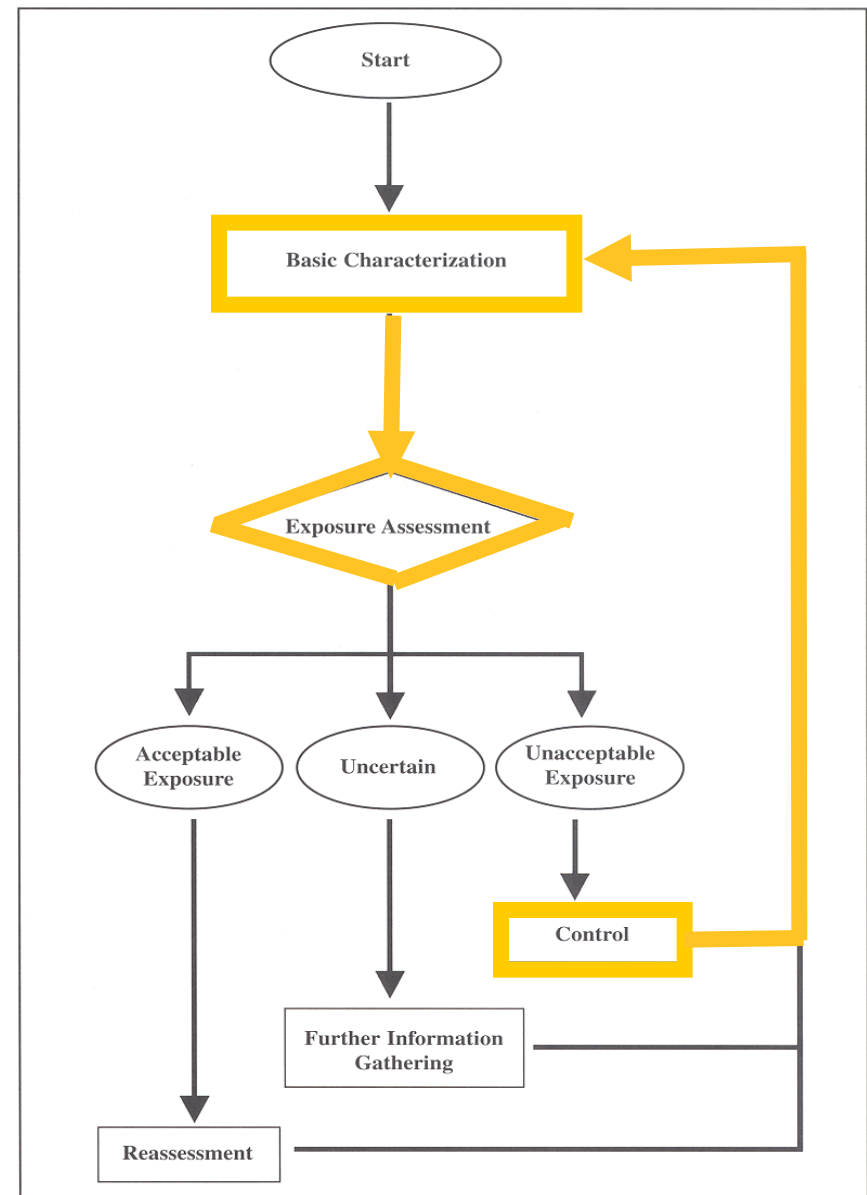 Start
Basic Characterization
Exposure Assessment
Acceptable
Exposure
Uncertain
Unacceptable
Exposure
Control
Further Information
Gathering
Reassessment